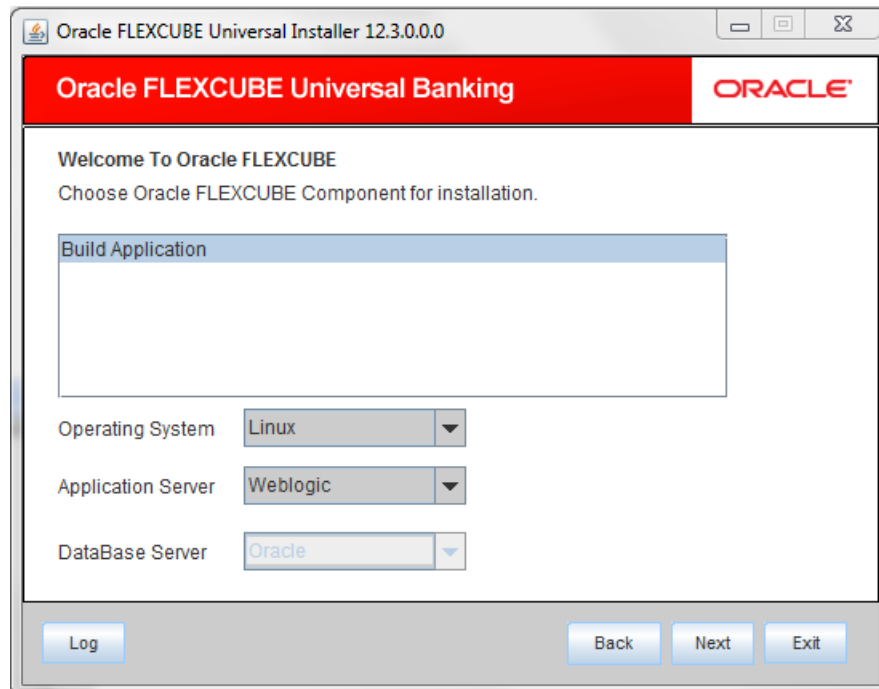 Oracle FLEXCUBE Universal Installer 12.3.0.0.0
Oracle FLEXCUBE Universal Banking
ORACLE
Welcome To Oracle FLEXCUBE
Choose Oracle FLEXCUBE Component for installation.
Build Application
Operating System Linux
Application Server Weblogic
DataBase Server Oracle
Log Back Next Exit